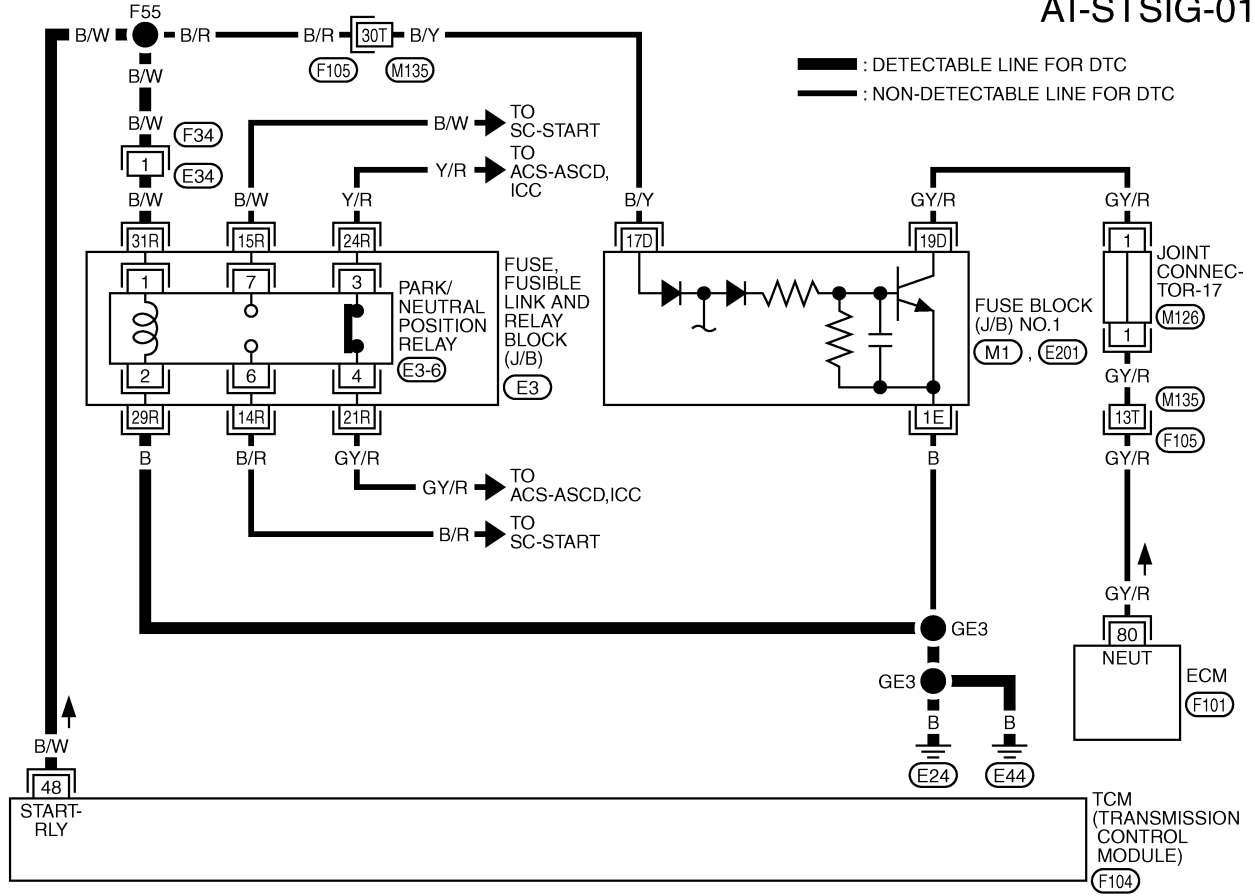 AT-STSIG-01
F55
B/W
B/R
B/R
30T
B/Y
F105
M135
: DETECTABLE LINE FOR DTC
: NON-DETECTABLE LINE FOR DTC
B/W
B/W
F34
1
E34
B/W
B/W
TO
SC-START
Y/R
TO
ACS-ASCD,
ICC
B/W
Y/R
B/Y
GY/R
GY/R
31R
15R
24R
17D
19D
1
1
7
3
PARK/
NEUTRAL
POSITION
RELAY
E3-6
2
6
4
FUSE,
FUSIBLE
LINK AND
RELAY
BLOCK
(J/B)
E3
FUSE BLOCK
(J/B) NO.1
M1 , E201
JOINT
CONNEC-
TOR-17
M126
1
GY/R
29R
14R
21R
1E
13T
M135
F105
B
B/R
GY/R
B
GY/R
GY/R
TO
ACS-ASCD,ICC
B/R
TO
SC-START
GY/R
GE3
80
NEUT
ECM
F101
GE3
B
B
E24
E44
B/W
48
START-
RLY
TCM
(TRANSMISSION
CONTROL
MODULE)
F104